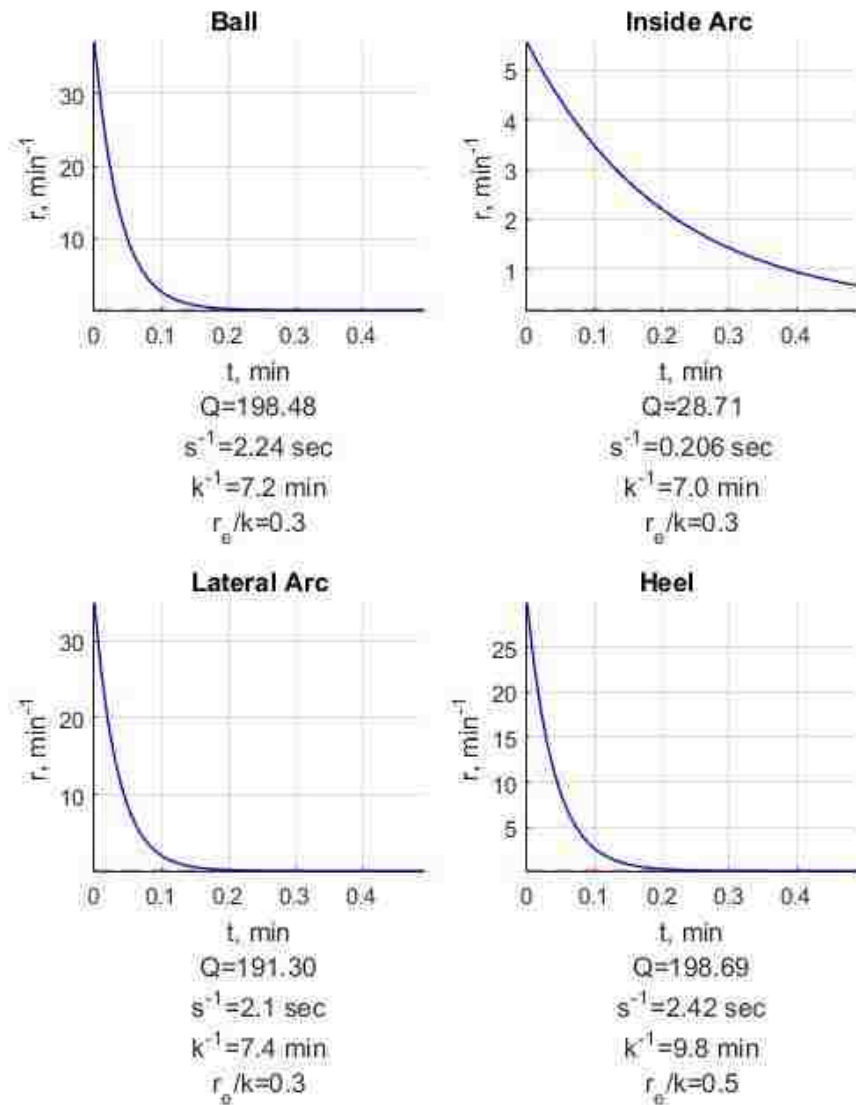 Ball
30
20
10
r, min⁻¹
0 0.1 0.2 0.3 0.4
t, min
Q=198.48
s⁻¹=2.24 sec
k⁻¹=7.2 min
rₑ/k=0.3
Inside Arc
5
4
3
2
1
r, min⁻¹
0 0.1 0.2 0.3 0.4
t, min
Q=28.71
s⁻¹=0.206 sec
k⁻¹=7.0 min
rₑ/k=0.3
Lateral Arc
30
20
10
r, min⁻¹
0 0.1 0.2 0.3 0.4
t, min
Q=191.30
s⁻¹=2.1 sec
k⁻¹=7.4 min
rₑ/k=0.3
Heel
25
20
15
10
5
r, min⁻¹
0 0.1 0.2 0.3 0.4
t, min
Q=198.69
s⁻¹=2.42 sec
k⁻¹=9.8 min
rₑ/k=0.5